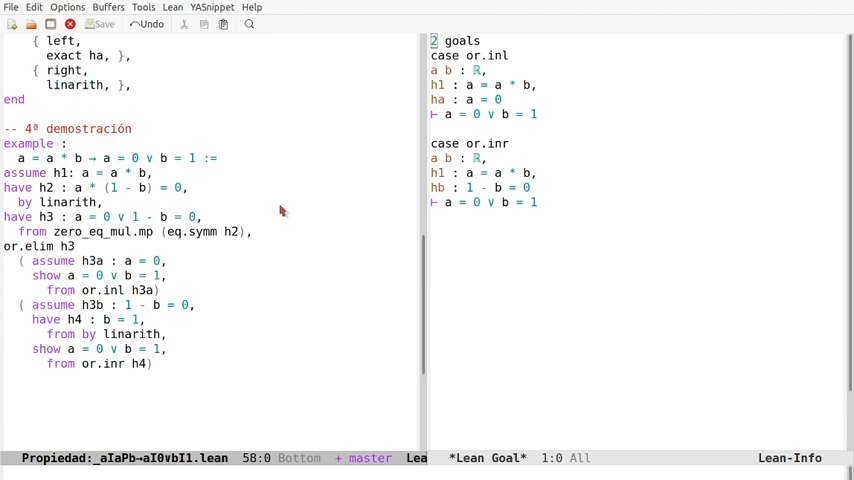 File Edit Options Buffers Tools Lean YASnippet Help
Save Undo
{ left,
exact ha, },
{ right,
linarith, },
end
-- 4ª demostración
example :
a = a * b → a = 0 ∨ b = 1 :=
assume h1: a = a * b,
have h2 : a * (1 - b) = 0,
by linarith,
have h3 : a = 0 ∨ 1 - b = 0,
from zero_eq_mul.mp (eq.symm h2),
or.elim h3
( assume h3a : a = 0,
show a = 0 ∨ b = 1,
from or.inl h3a)
( assume h3b : 1 - b = 0,
have h4 : b = 1,
from by linarith,
show a = 0 ∨ b = 1,
from or.inr h4)
Propiedad:_aIaPb→aI0∨bI1.lean 58:0 Bottom + master Lea
2 goals
case or.inl
a b : ℝ,
h1 : a = a * b,
ha : a = 0
⊢ a = 0 ∨ b = 1
case or.inr
a b : ℝ,
h1 : a = a * b,
hb : 1 - b = 0
⊢ a = 0 ∨ b = 1
*Lean Goal* 1:0 All Lean-Info